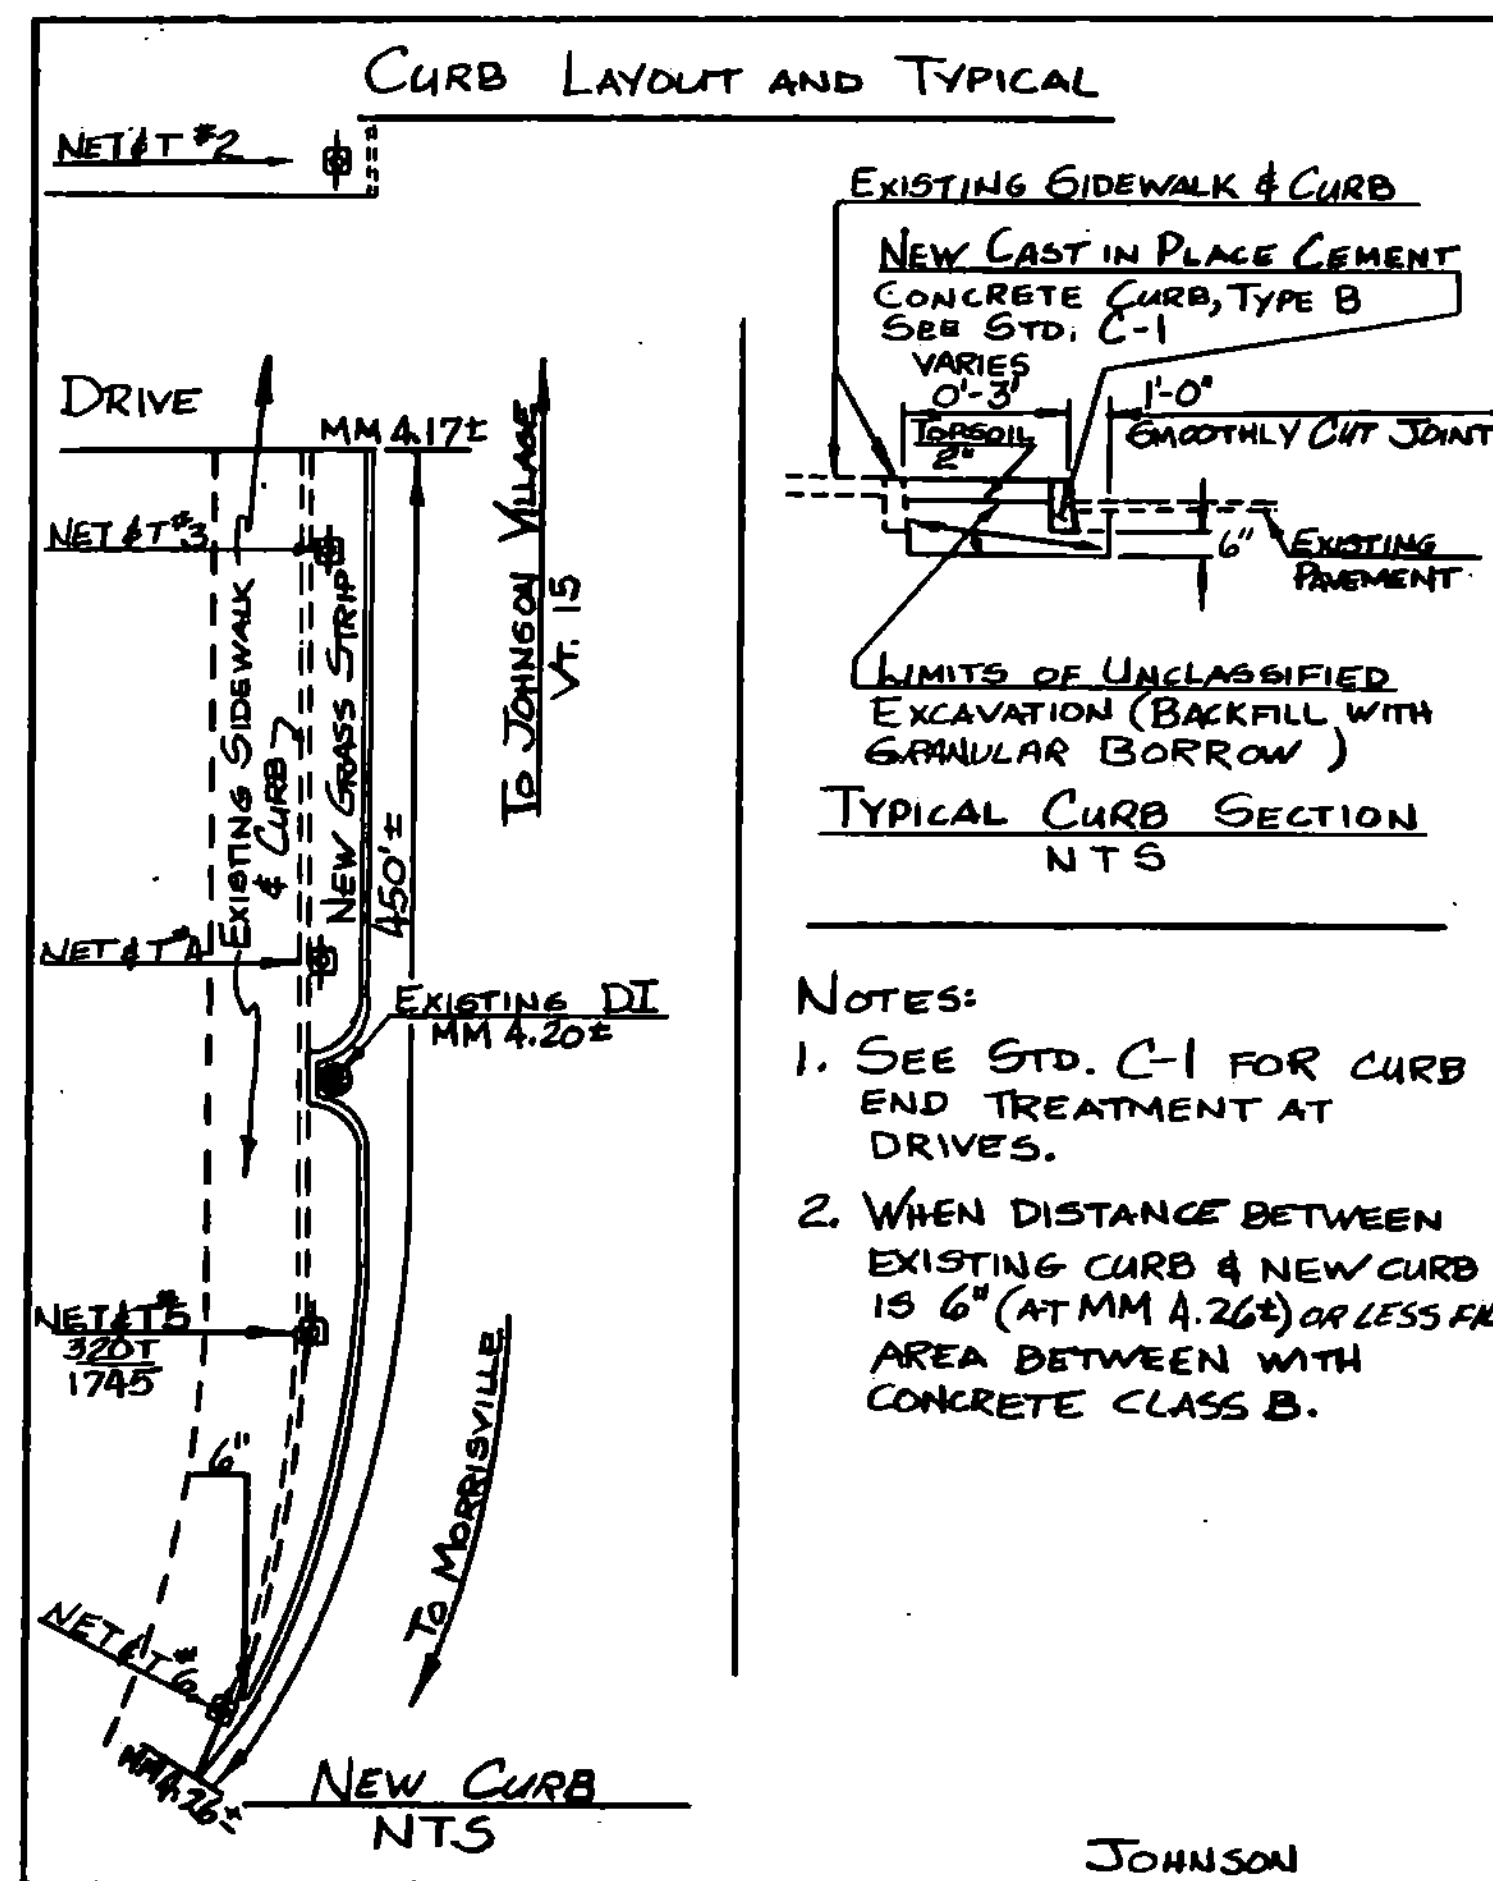 CURB LAYOUT AND TYPICAL
NET&T #2
DRIVE
MM 4.17±
NET&T #3
EXISTING SIDEWALK
& CURB
NEW GRASS STRIP
450'±
TO JOHNSON VILLAGE
VT. 15
NET&T #4
EXISTING DI
MM 4.20±
NET&T #5
320T
1745
6"
TO MORRISVILLE
NET&T #6
MM 4.26±
NEW CURB
NTS
EXISTING SIDEWALK & CURB
NEW CAST IN PLACE CEMENT
CONCRETE CURB, TYPE B
SEE STD. C-1
VARIES
0'-3'
1'-0"
TOPSOIL
2"
SMOOTHLY CUT JOINT
6"
EXISTING
PAVEMENT
LIMITS OF UNCLASSIFIED
EXCAVATION (BACKFILL WITH
GRANULAR BORROW)
TYPICAL CURB SECTION
NTS
NOTES:
1. SEE STD. C-1 FOR CURB
END TREATMENT AT
DRIVES.
2. WHEN DISTANCE BETWEEN
EXISTING CURB & NEW CURB
IS 6" (AT MM 4.26±) OR LESS
AREA BETWEEN WITH
CONCRETE CLASS B.
JOHNSON